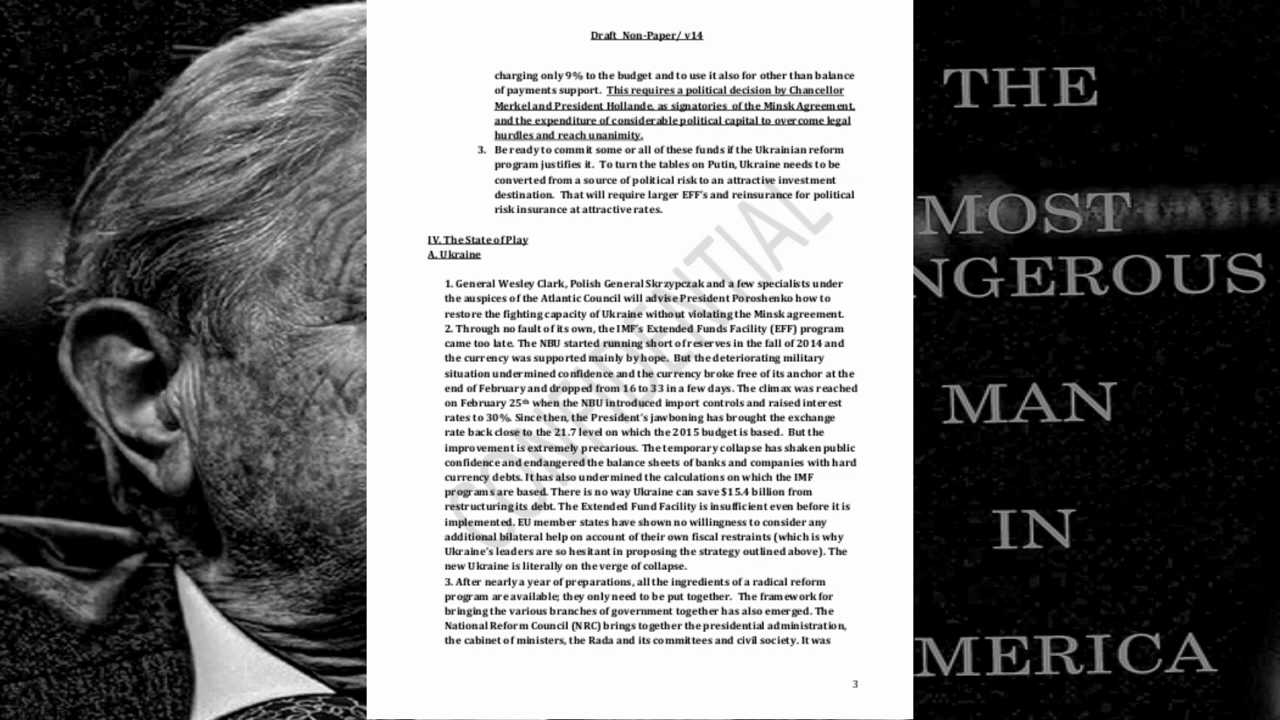 Draft Non-Paper/ v14
charging only 9% to the budget and to use it also for other than balance
of payments support. This requires a political decision by Chancellor
Merkel and President Hollande, as signatories of the Minsk Agreement,
and the expenditure of considerable political capital to overcome legal
hurdles and reach unanimity.
3. Be ready to commit some or all of these funds if the Ukrainian reform
program justifies it. To turn the tables on Putin, Ukraine needs to be
converted from a source of political risk to an attractive investment
destination. That will require larger EFF's and reinsurance for political
risk insurance at attractive rates.
IV. The State of Play
A. Ukraine
1. General Wesley Clark, Polish General Skrzypczak and a few specialists under
the auspices of the Atlantic Council will advise President Poroshenko how to
restore the fighting capacity of Ukraine without violating the Minsk agreement.
2. Through no fault of its own, the IMF's Extended Funds Facility (EFF) program
came too late. The NBU started running short of reserves in the fall of 2014 and
the currency was supported mainly by hope. But the deteriorating military
situation undermined confidence and the currency broke free of its anchor at the
end of February and dropped from 16 to 33 in a few days. The climax was reached
on February 25th when the NBU introduced import controls and raised interest
rates to 30%. Since then, the President's jawboning has brought the exchange
rate back close to the 21.7 level on which the 2015 budget is based. But the
improvement is extremely precarious. The temporary collapse has shaken public
confidence and endangered the balance sheets of banks and companies with hard
currency debts. It has also undermined the calculations on which the IMF
programs are based. There is no way Ukraine can save $15.4 billion from
restructuring its debt. The Extended Fund Facility is insufficient even before it is
implemented. EU member states have shown no willingness to consider any
additional bilateral help on account of their own fiscal restraints (which is why
Ukraine's leaders are so hesitant in proposing the strategy outlined above). The
new Ukraine is literally on the verge of collapse.
3. After nearly a year of preparations, all the ingredients of a radical reform
program are available; they only need to be put together. The framework for
bringing the various branches of government together has also emerged. The
National Reform Council (NRC) brings together the presidential administration,
the cabinet of ministers, the Rada and its committees and civil society. It was
3
CONFIDENTIAL
THE
MOST
NGEROUS
MAN
IN
MERICA